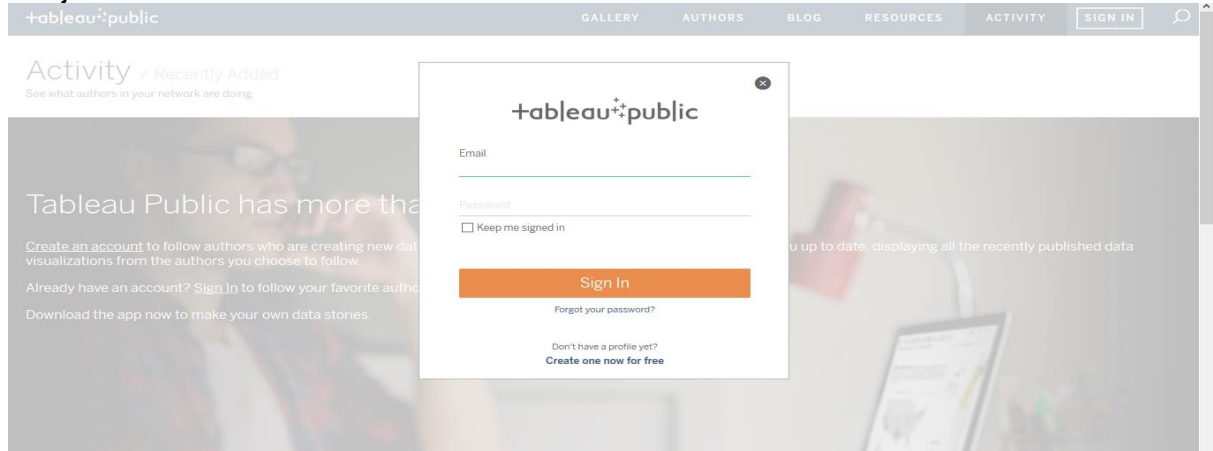 +ableau public
GALLERY AUTHORS BLOG RESOURCES ACTIVITY SIGN IN
Activity / Recently Added
See what authors in your network are doing.
+ableau public
Email
Password
Keep me signed in
Sign In
Forgot your password?
Don't have a profile yet?
Create one now for free
Tableau Public has more tha
Create an account to follow authors who are creating new dat
u up to date, displaying all the recently published data
visualizations from the authors you choose to follow.
Already have an account? Sign In to follow your favorite autho
Download the app now to make your own data stories.